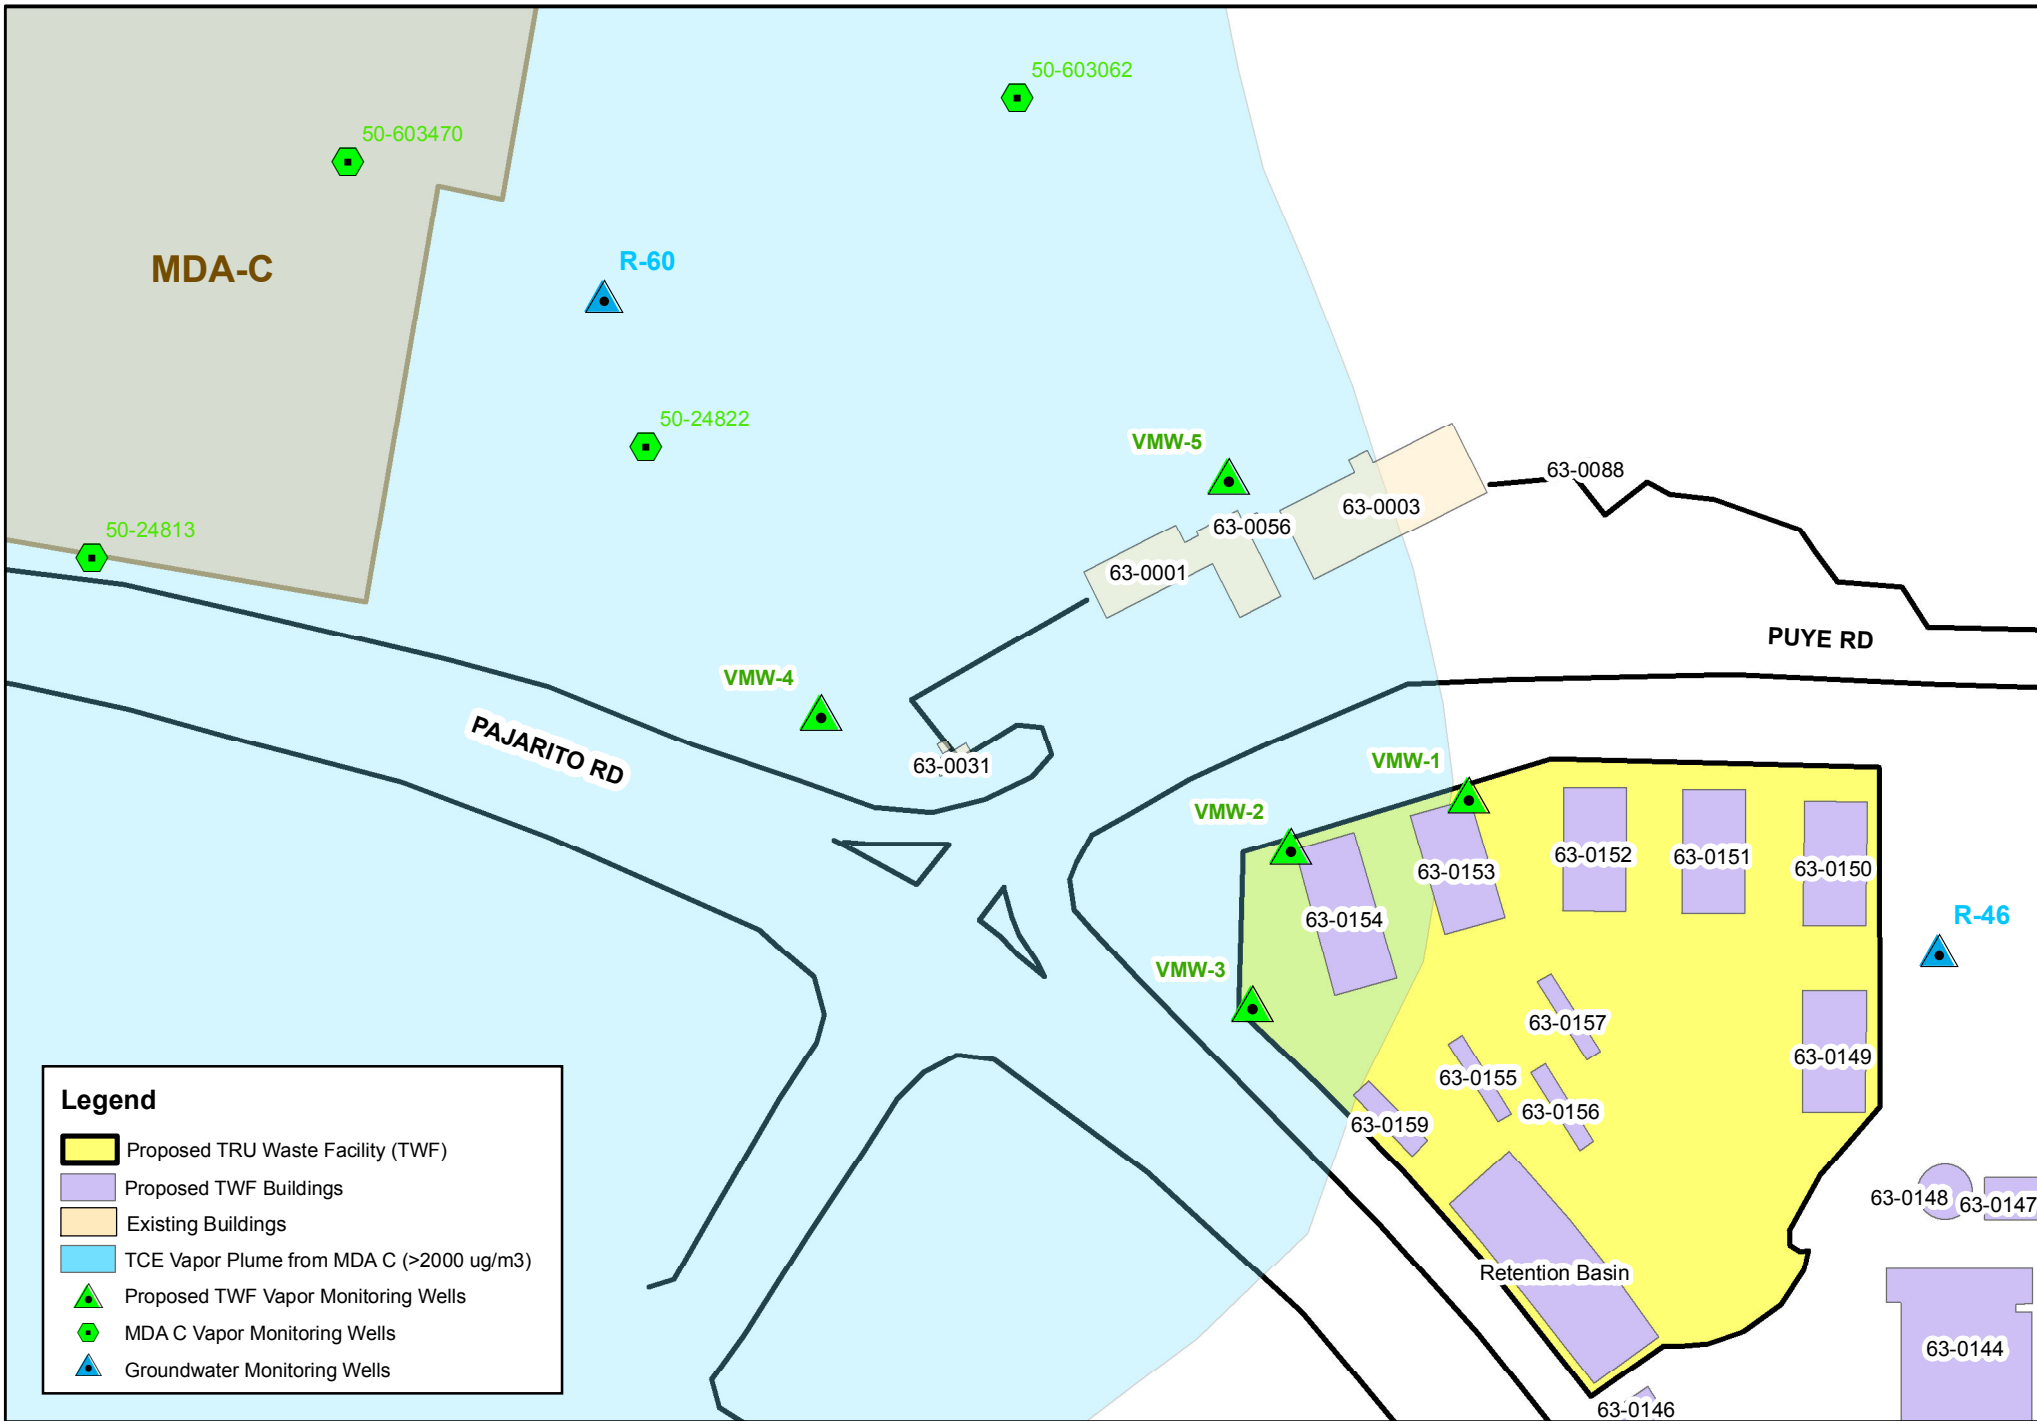 50-603062
50-603470
R-60
MDA-C
50-24822
VMW-5
63-0088
63-0003
63-0056
50-24813
63-0001
PUYE RD
VMW-4
PAJARITO RD
63-0031
VMW-1
VMW-2
63-0152
63-0151
63-0150
63-0153
63-0154
R-46
VMW-3
63-0157
63-0149
63-0155
63-0156
63-0159
63-0148
63-0147
Retention Basin
63-0144
63-0146
Legend
Proposed TRU Waste Facility (TWF)
Proposed TWF Buildings
Existing Buildings
TCE Vapor Plume from MDA C (>2000 ug/m3)
Proposed TWF Vapor Monitoring Wells
MDA C Vapor Monitoring Wells
Groundwater Monitoring Wells